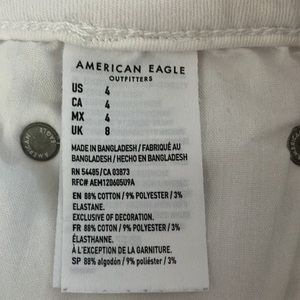 AMERICAN EAGLE
OUTFITTERS
US 4
CA 4
MX 4
UK 8
MADE IN BANGLADESH / FABRIQUÉ AU
BANGLADESH / HECHO EN BANGLADESH
RN 54485/CA 03873
RFC# AEM120605U9A
EN 88% COTTON / 9% POLYESTER / 3%
ELASTANE.
EXCLUSIVE OF DECORATION.
FR 88% COTON / 9% POLYESTER / 3%
ÉLASTHANNE.
À L'EXCEPTION DE LA GARNITURE.
SP 88% algodón / 9% poliéster / 3%
AMERICAN EAGLE